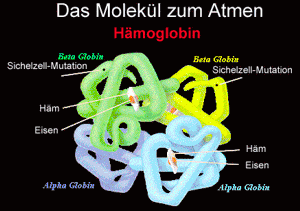 Das Molekül zum Atmen
Hämoglobin
Beta Globin
Beta Globin
Sichelzell-Mutation
Sichelzell-Mutation
Häm
Eisen
Häm
Eisen
Alpha Globin
Alpha Globin